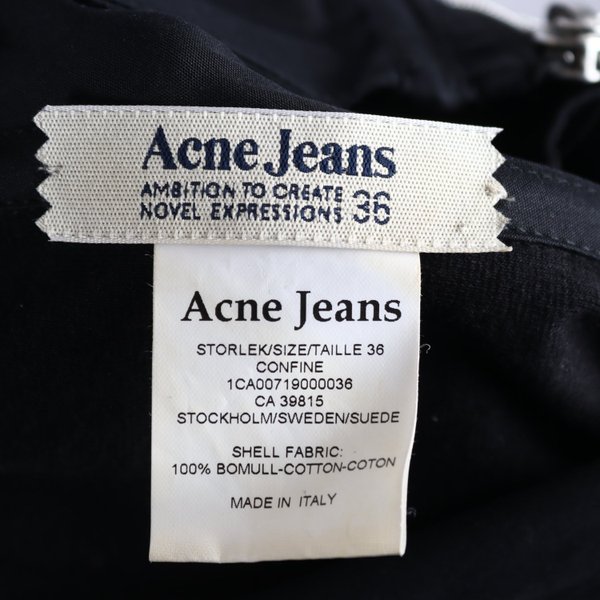 Acne Jeans
AMBITION TO CREATE
NOVEL EXPRESSIONS 36
Acne Jeans
STORLEK/SIZE/TAILLE 36
CONFINE
1CA00719000036
CA 39815
STOCKHOLM/SWEDEN/SUEDE
SHELL FABRIC:
100% BOMULL-COTTON-COTON
MADE IN ITALY